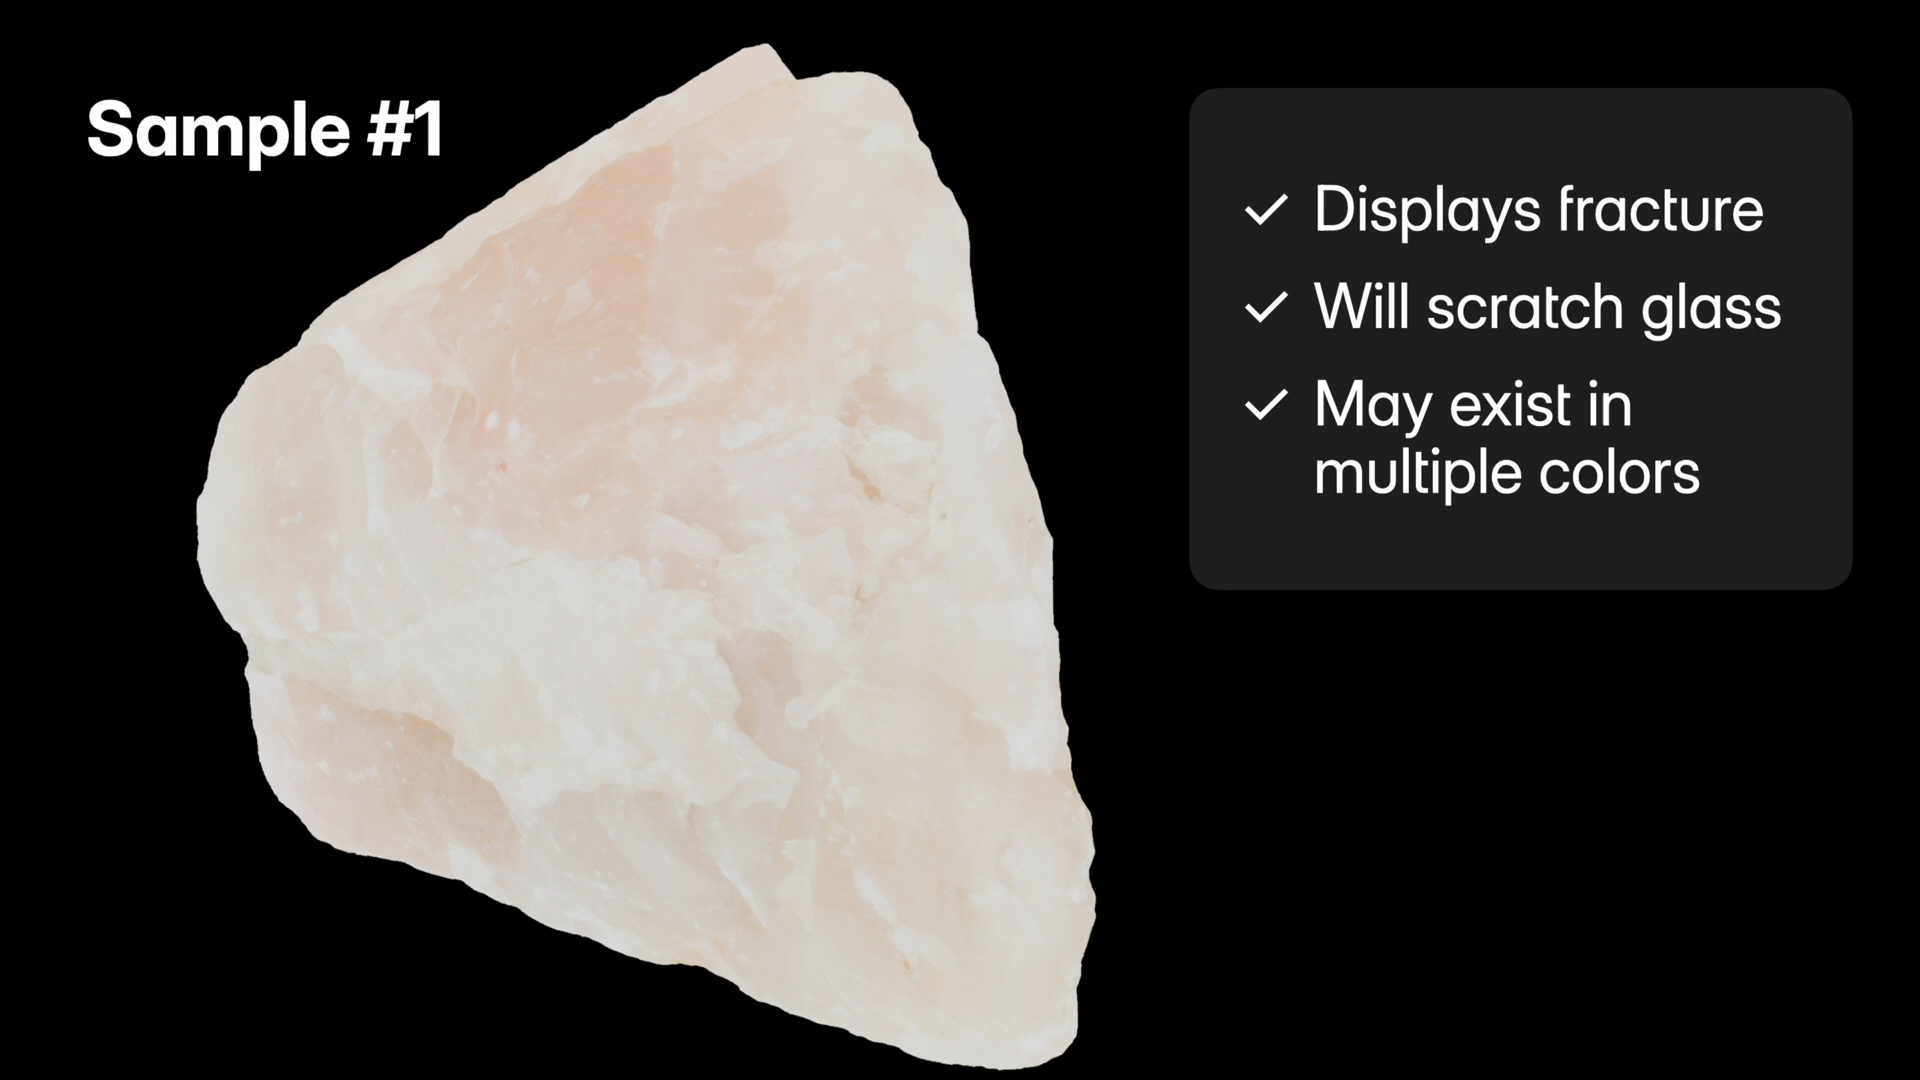 Sample #1
Displays fracture
Will scratch glass
May exist in
multiple colors